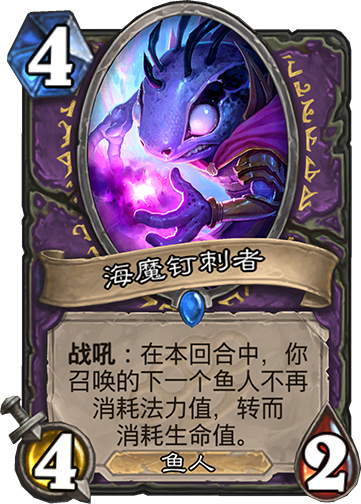 4
海魔钉刺者
战吼：在本回合中，你
召唤的下一个鱼人不再
消耗法力值，转而
消耗生命值。
4
鱼人
2